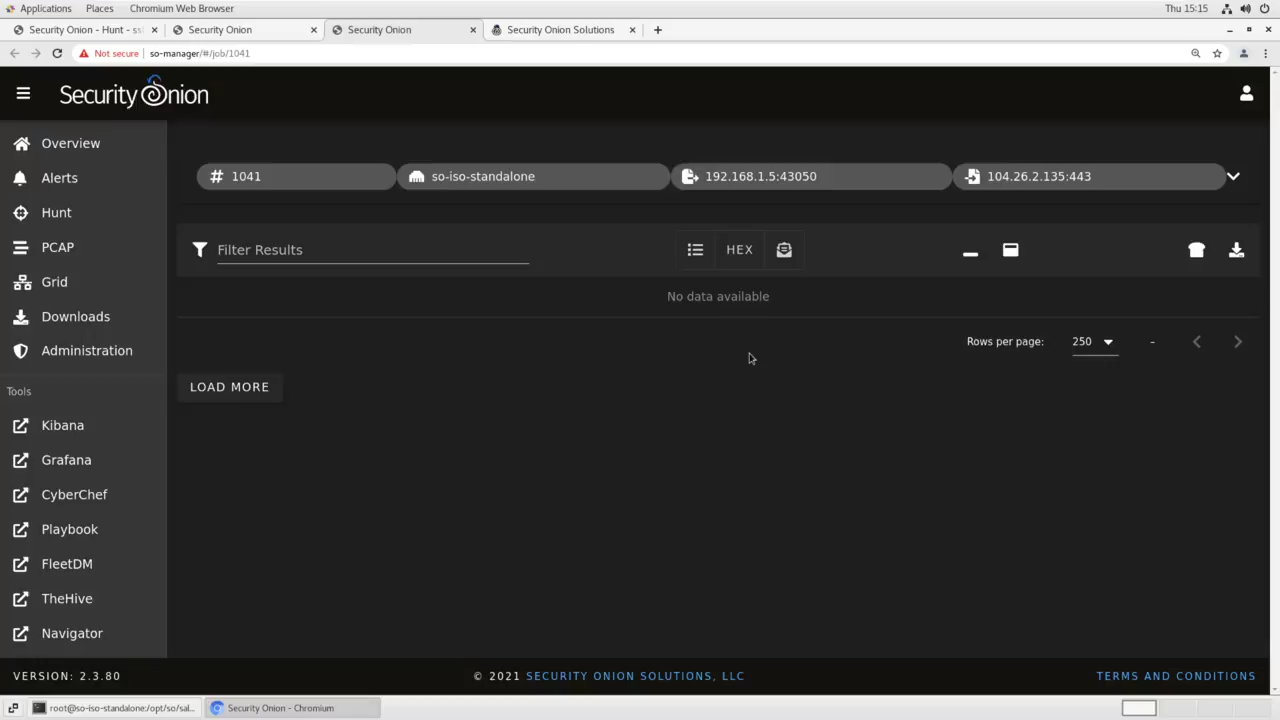 Applications Places Chromium Web Browser Thu 15:15
Security Onion - Hunt - ss × Security Onion × Security Onion × Security Onion Solutions × +
Not secure so-manager/#/job/1041
Security Onion
Overview
Alerts
Hunt
PCAP
Grid
Downloads
Administration
Tools
Kibana
Grafana
CyberChef
Playbook
FleetDM
TheHive
Navigator
# 1041 so-iso-standalone 192.168.1.5:43050 104.26.2.135:443
Filter Results HEX
No data available
Rows per page: 250 –
LOAD MORE
VERSION: 2.3.80 © 2021 SECURITY ONION SOLUTIONS, LLC TERMS AND CONDITIONS
root@so-iso-standalone:/opt/so/sal... Security Onion - Chromium